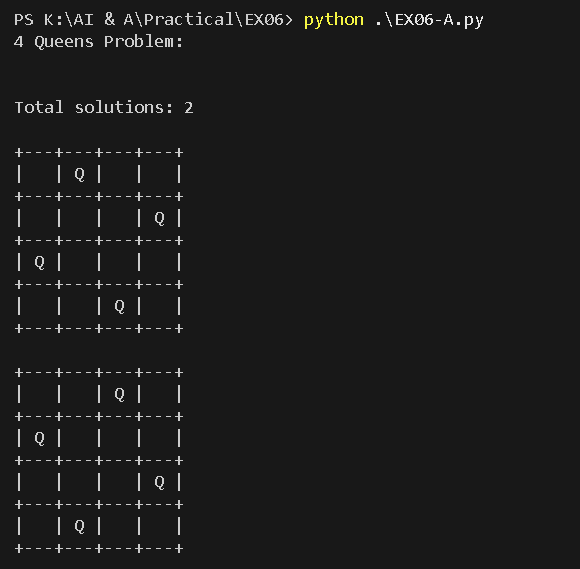 PS K:\AI & A\Practical\EX06> python .\EX06-A.py
4 Queens Problem:
Total solutions: 2
+---+---+---+---+
|   | Q |   |   |
+---+---+---+---+
|   |   |   | Q |
+---+---+---+---+
| Q |   |   |   |
+---+---+---+---+
|   |   | Q |   |
+---+---+---+---+
+---+---+---+---+
|   |   | Q |   |
+---+---+---+---+
| Q |   |   |   |
+---+---+---+---+
|   |   |   | Q |
+---+---+---+---+
|   | Q |   |   |
+---+---+---+---+